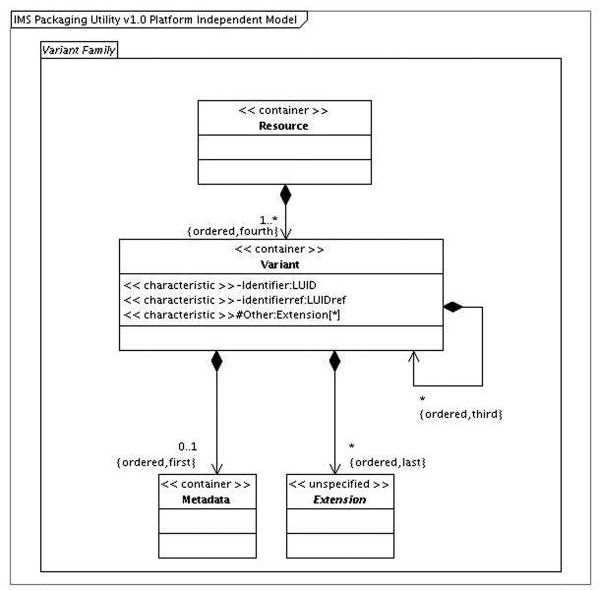 IMS Packaging Utility v1.0 Platform Independent Model
Variant Family
<< container >>
Resource
1..*
{ordered,fourth}
<< container >>
Variant
<< characteristic >>-Identifier:LUID
<< characteristic >>-identifierref:LUIDref
<< characteristic >>#Other:Extension[*]
*
{ordered,third}
0..1
{ordered,first}
*
{ordered,last}
<< container >>
Metadata
<< unspecified >>
Extension